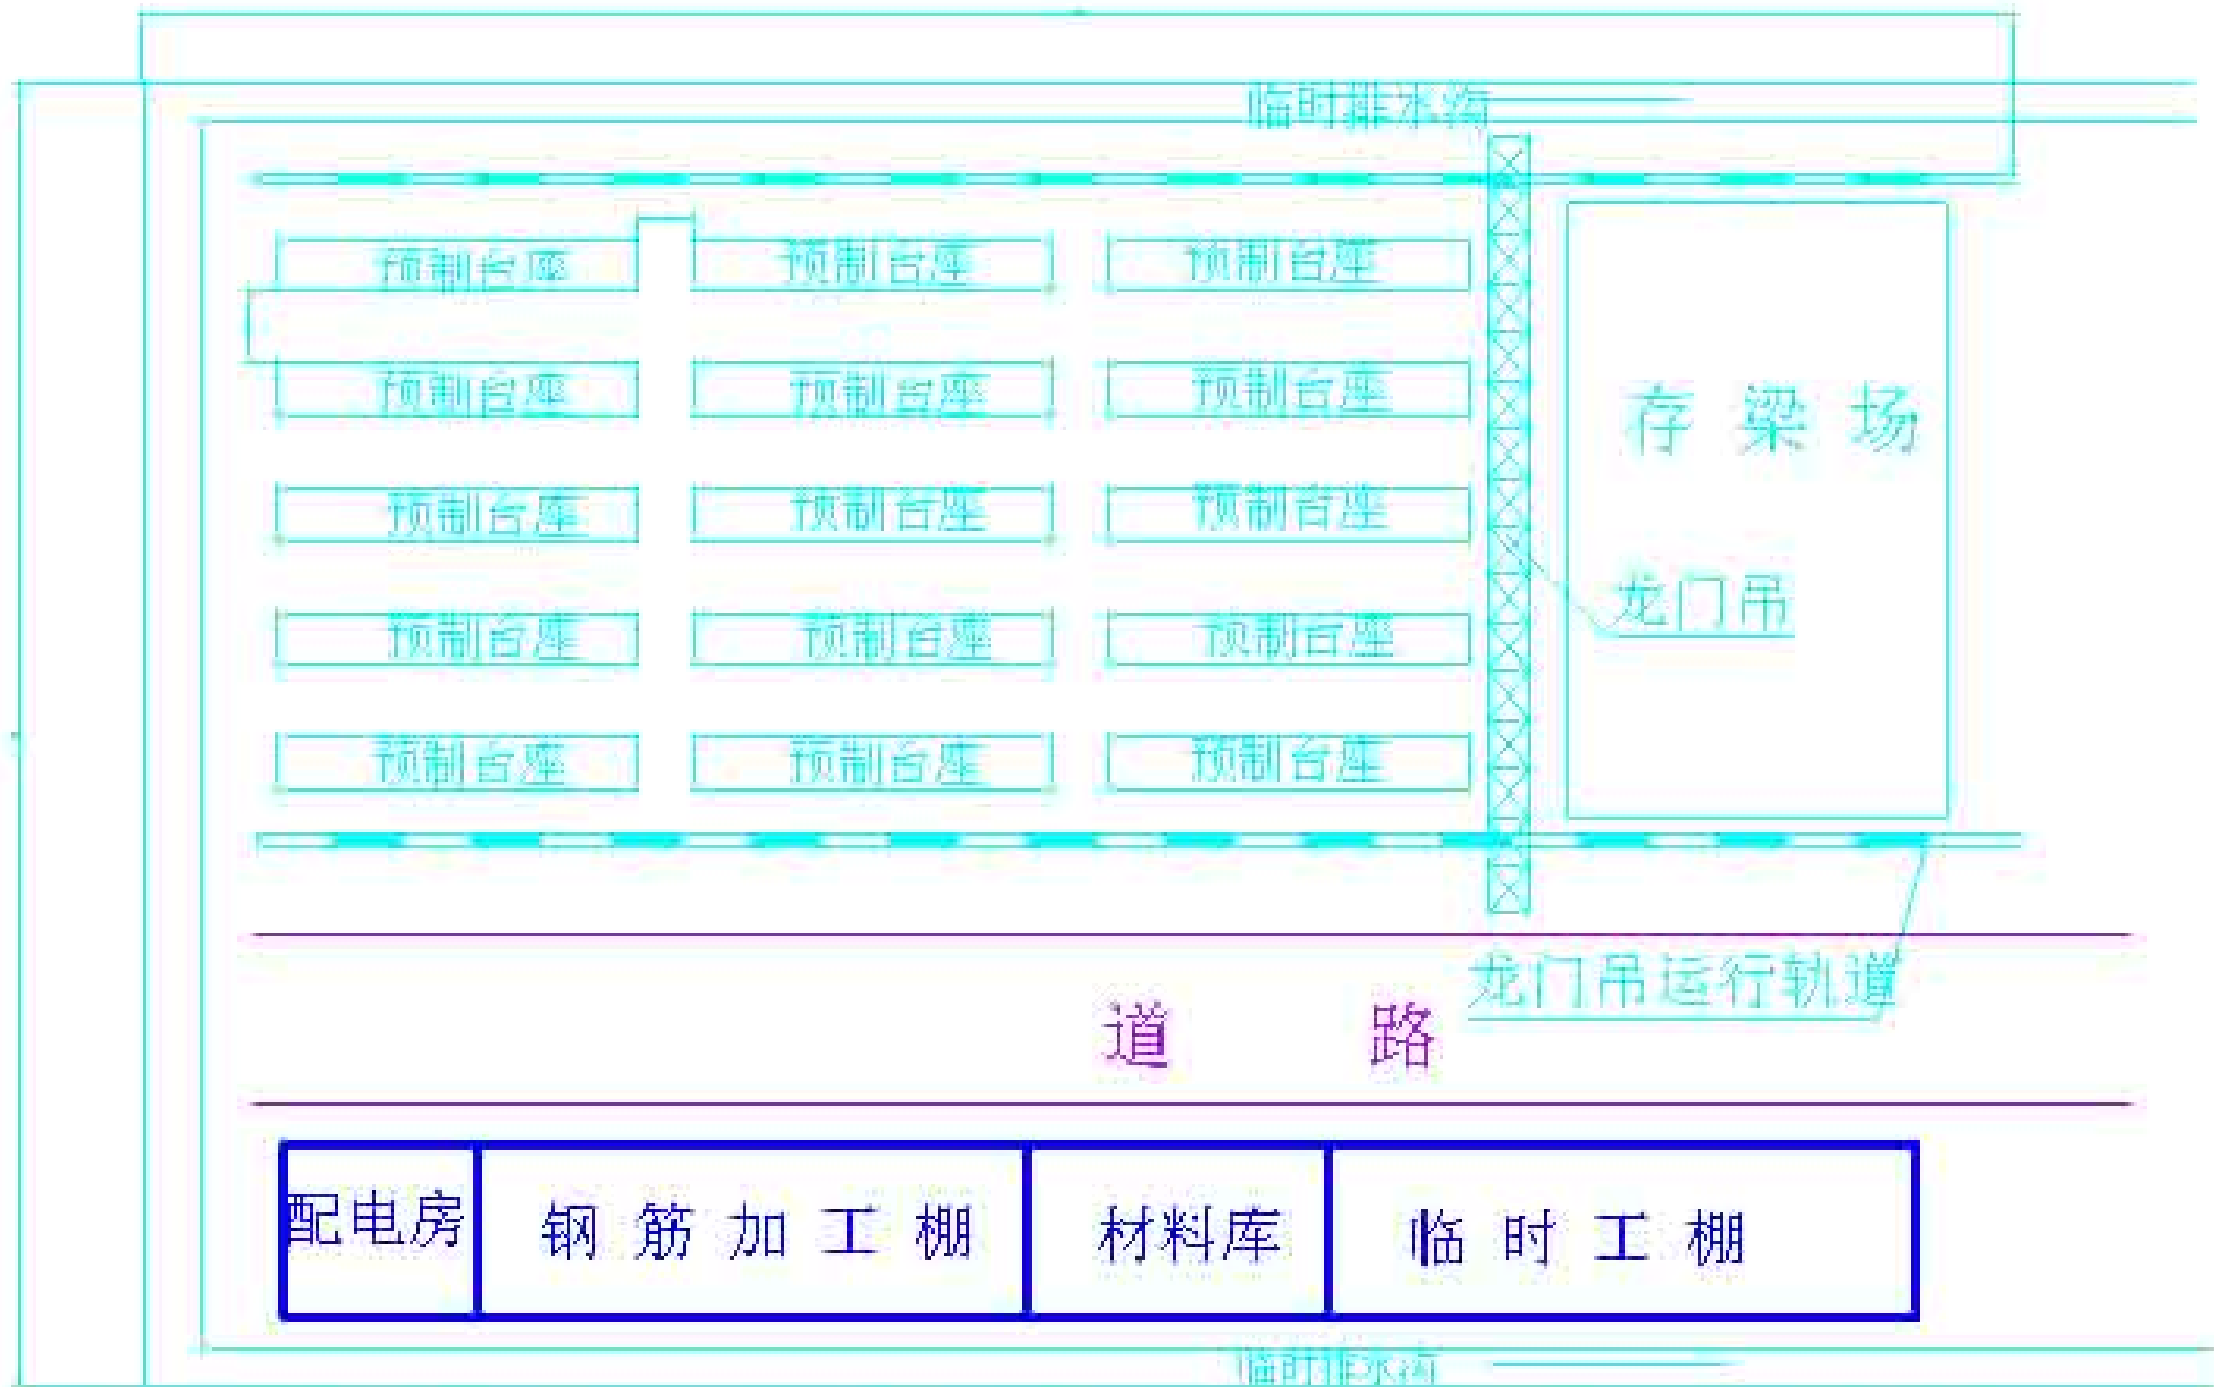 临时排水沟
预制台座 预制台座 预制台座
预制台座 预制台座 预制台座
存梁场
预制台座 预制台座 预制台座
龙门吊
预制台座 预制台座 预制台座
预制台座 预制台座 预制台座
龙门吊运行轨道
道 路
配电房 钢筋加工棚 材料库 临时工棚
临时排水沟